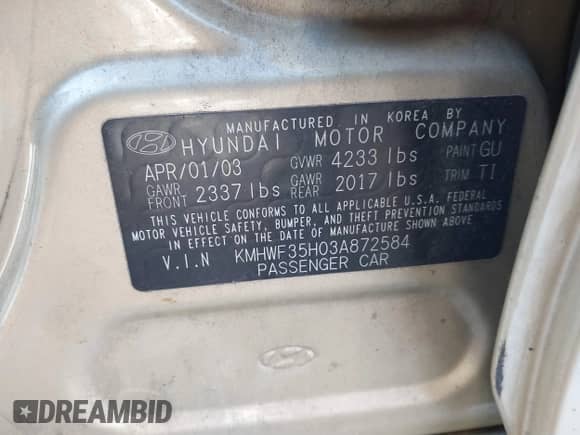 MANUFACTURED IN KOREA BY
HYUNDAI MOTOR COMPANY
APR/01/03 GVWR 4233 lbs PAINT GU
GAWR FRONT 2337 lbs GAWR REAR 2017 lbs TRIM TI
THIS VEHICLE CONFORMS TO ALL APPLICABLE U.S.A. FEDERAL
MOTOR VEHICLE SAFETY, BUMPER, AND THEFT PREVENTION STANDARDS
IN EFFECT ON THE DATE OF MANUFACTURE SHOWN ABOVE
V.I.N KMHWF35H03A872584
PASSENGER CAR
DREAMBID